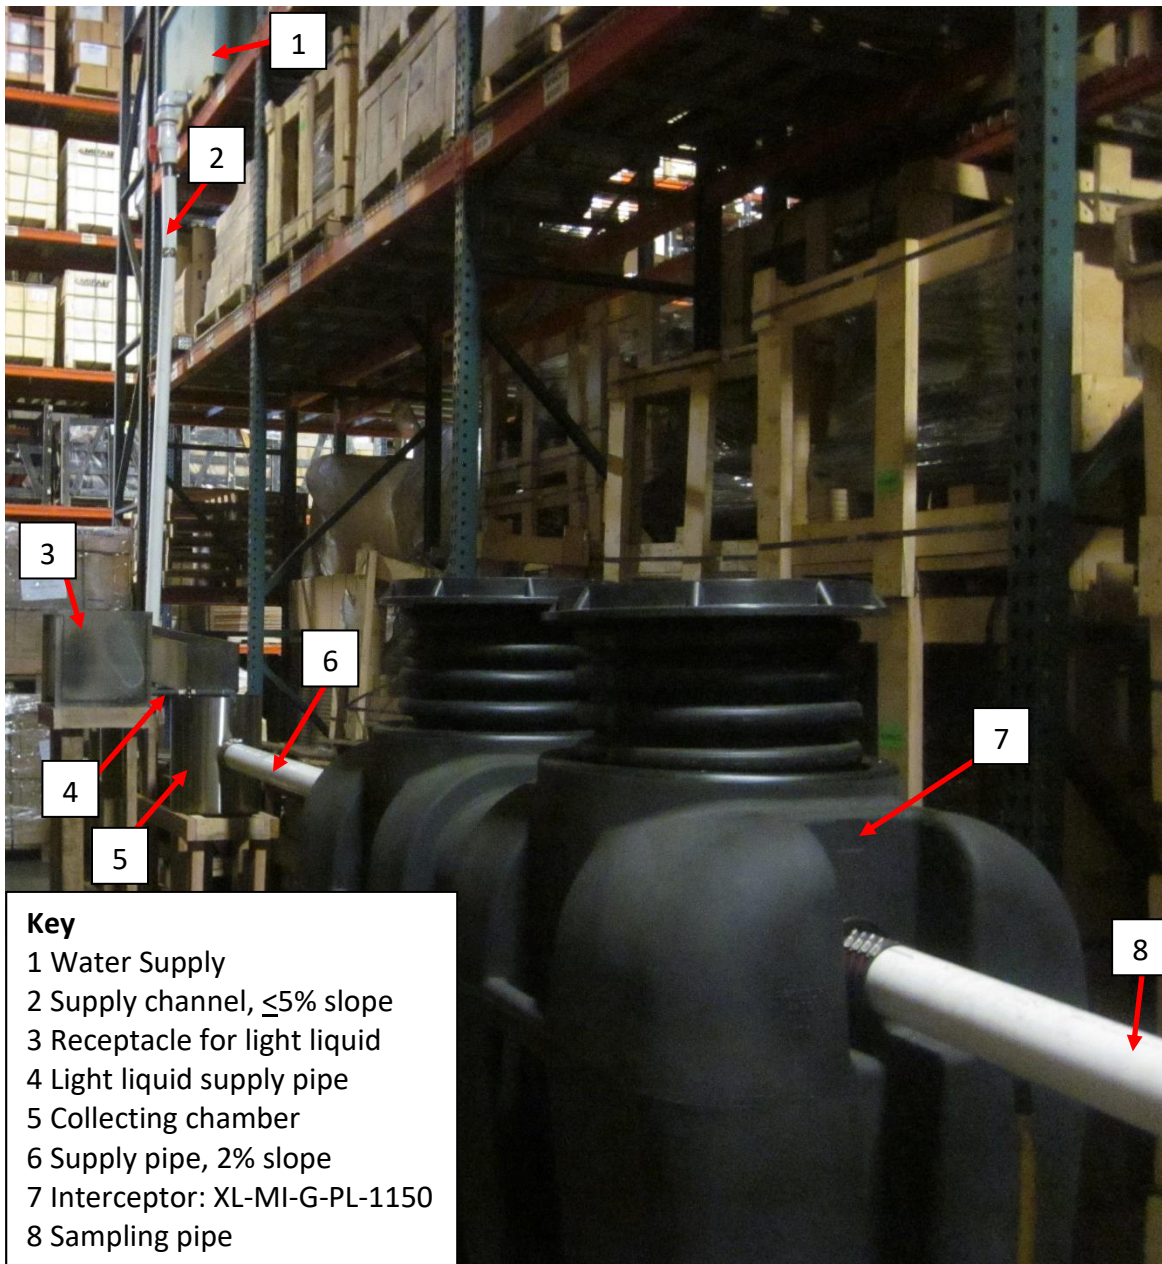 1
2
3
6
7
4
5
8
Key
1 Water Supply
2 Supply channel, ≤5% slope
3 Receptacle for light liquid
4 Light liquid supply pipe
5 Collecting chamber
6 Supply pipe, 2% slope
7 Interceptor: XL-MI-G-PL-1150
8 Sampling pipe